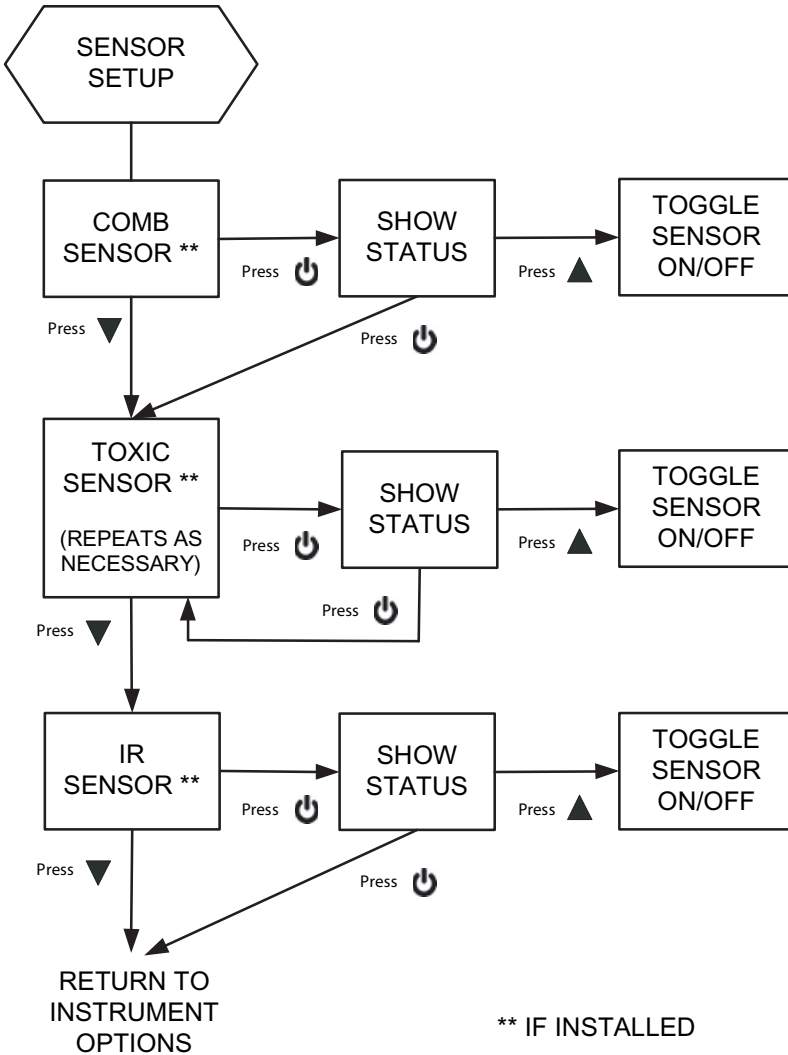 SENSOR
SETUP
COMB
SENSOR **
Press
SHOW
STATUS
Press
TOGGLE
SENSOR
ON/OFF
Press
Press
TOXIC
SENSOR **
(REPEATS AS
NECESSARY)
Press
SHOW
STATUS
Press
TOGGLE
SENSOR
ON/OFF
Press
Press
IR
SENSOR **
Press
SHOW
STATUS
Press
TOGGLE
SENSOR
ON/OFF
Press
Press
RETURN TO
INSTRUMENT
OPTIONS
** IF INSTALLED